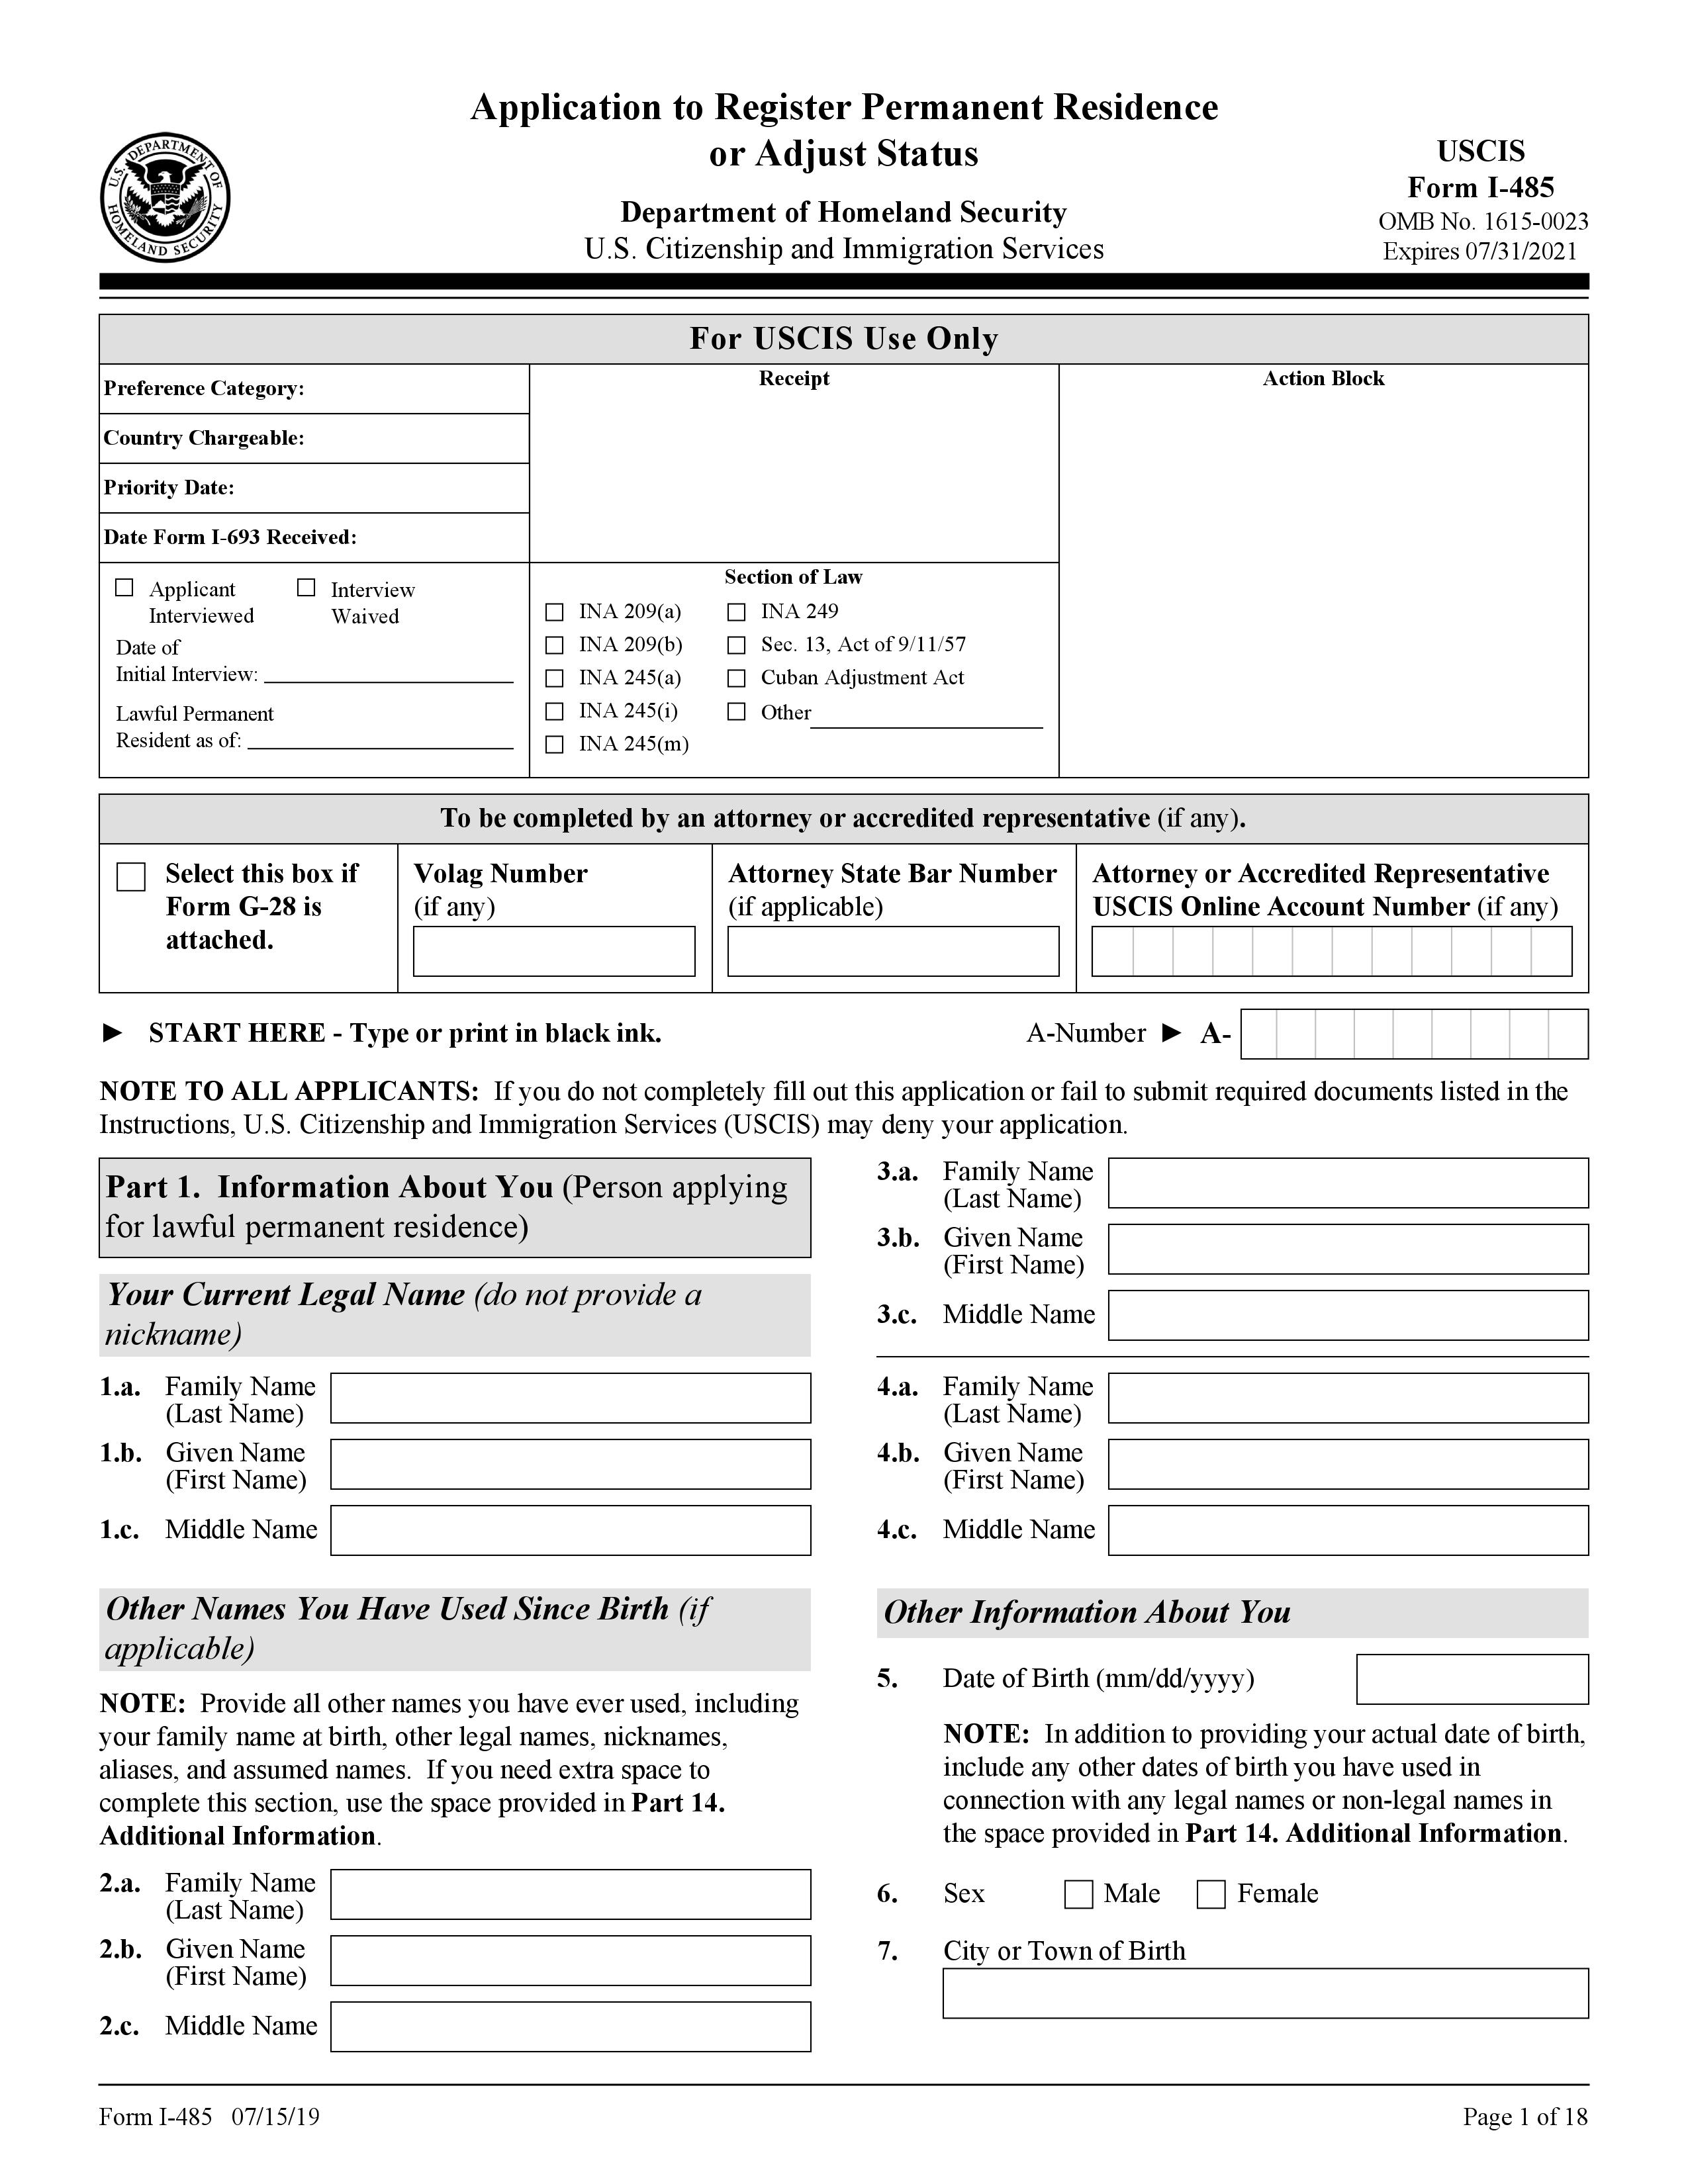 Application to Register Permanent Residence
or Adjust Status
Department of Homeland Security
U.S. Citizenship and Immigration Services
U.S. DEPARTMENT OF HOMELAND SECURITY
USCIS
Form I-485
OMB No. 1615-0023
Expires 07/31/2021
For USCIS Use Only
Preference Category:
Country Chargeable:
Priority Date:
Date Form I-693 Received:
Applicant
Interviewed
Interview
Waived
Date of
Initial Interview:
Lawful Permanent
Resident as of:
Receipt
Section of Law
INA 209(a)
INA 209(b)
INA 245(a)
INA 245(i)
INA 245(m)
INA 249
Sec. 13, Act of 9/11/57
Cuban Adjustment Act
Other
Action Block
To be completed by an attorney or accredited representative (if any).
Select this box if
Form G-28 is
attached.
Volag Number
(if any)
Attorney State Bar Number
(if applicable)
Attorney or Accredited Representative
USCIS Online Account Number (if any)
► START HERE - Type or print in black ink.
A-Number ► A-
NOTE TO ALL APPLICANTS: If you do not completely fill out this application or fail to submit required documents listed in the
Instructions, U.S. Citizenship and Immigration Services (USCIS) may deny your application.
Part 1. Information About You (Person applying
for lawful permanent residence)
Your Current Legal Name (do not provide a
nickname)
1.a. Family Name
(Last Name)
1.b. Given Name
(First Name)
1.c. Middle Name
Other Names You Have Used Since Birth (if
applicable)
NOTE: Provide all other names you have ever used, including
your family name at birth, other legal names, nicknames,
aliases, and assumed names. If you need extra space to
complete this section, use the space provided in Part 14.
Additional Information.
2.a. Family Name
(Last Name)
2.b. Given Name
(First Name)
2.c. Middle Name
3.a. Family Name
(Last Name)
3.b. Given Name
(First Name)
3.c. Middle Name
4.a. Family Name
(Last Name)
4.b. Given Name
(First Name)
4.c. Middle Name
Other Information About You
5. Date of Birth (mm/dd/yyyy)
NOTE: In addition to providing your actual date of birth,
include any other dates of birth you have used in
connection with any legal names or non-legal names in
the space provided in Part 14. Additional Information.
6. Sex Male Female
7. City or Town of Birth
Form I-485 07/15/19
Page 1 of 18